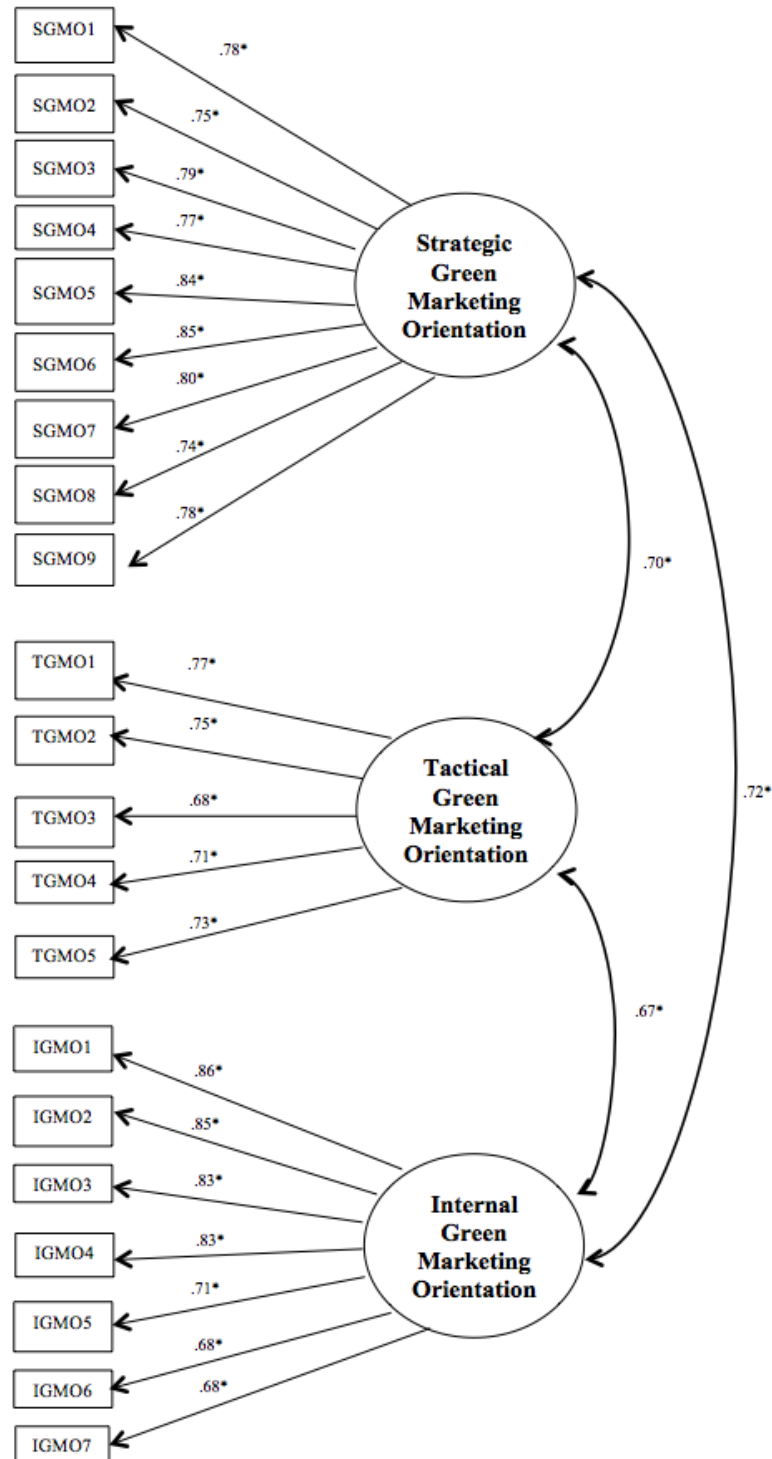 SGMO1
.78*
SGMO2
.75*
SGMO3
.79*
SGMO4
.77*
SGMO5
.84*
SGMO6
.85*
SGMO7
.80*
SGMO8
.74*
SGMO9
.78*
Strategic
Green
Marketing
Orientation
.70*
TGMO1
.77*
TGMO2
.75*
TGMO3
.68*
TGMO4
.71*
TGMO5
.73*
Tactical
Green
Marketing
Orientation
.72*
.67*
IGMO1
.86*
IGMO2
.85*
IGMO3
.83*
IGMO4
.83*
IGMO5
.71*
IGMO6
.68*
IGMO7
.68*
Internal
Green
Marketing
Orientation